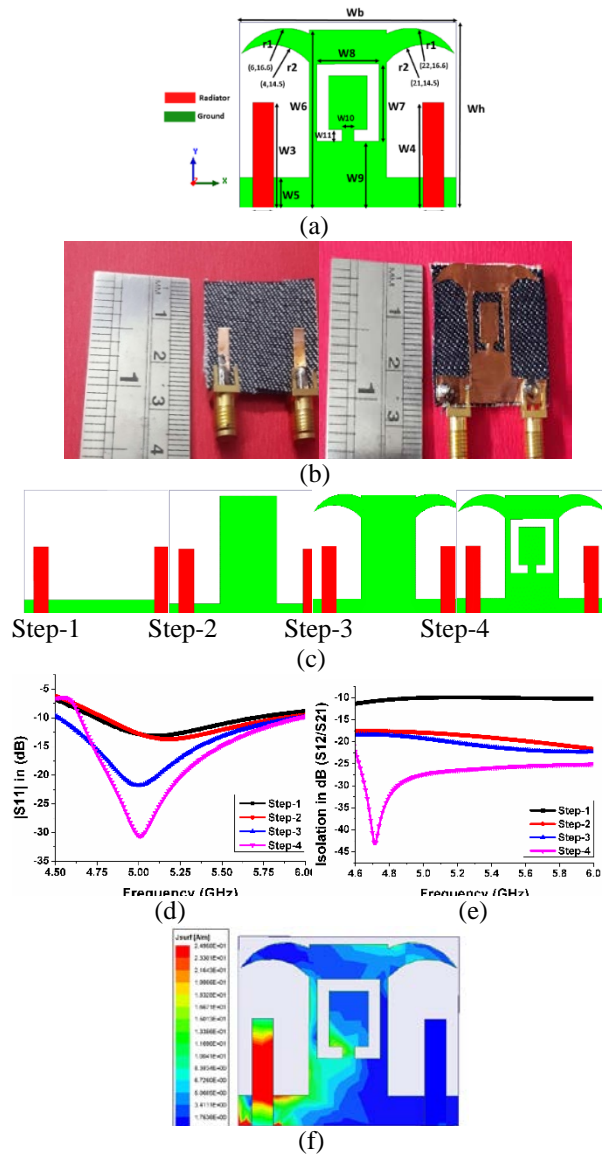 Wb
r1
r1
(6,16.6)
W8
(22,16.6)
r2
r2
(4,14.5)
(21,14.5)
Radiator
Ground
W6
W7
Wh
W10
W11
W3
W4
W9
W5
Y
X
(a)
MM
1
2
3
1
1
2
3
1
(b)
Step-1 Step-2 Step-3 Step-4
(c)
|S11| in (dB)
-5
-10
-15
-20
-25
-30
-35
Step-1
Step-2
Step-3
Step-4
4.50 4.75 5.00 5.25 5.50 5.75 6.00
Frequency (GHz)
(d)
Isolation in dB (S12/S21)
-10
-15
-20
-25
-30
-35
-40
-45
Step-1
Step-2
Step-3
Step-4
4.6 4.8 5.0 5.2 5.4 5.6 5.8 6.0
Frequency (GHz)
(e)
(f)